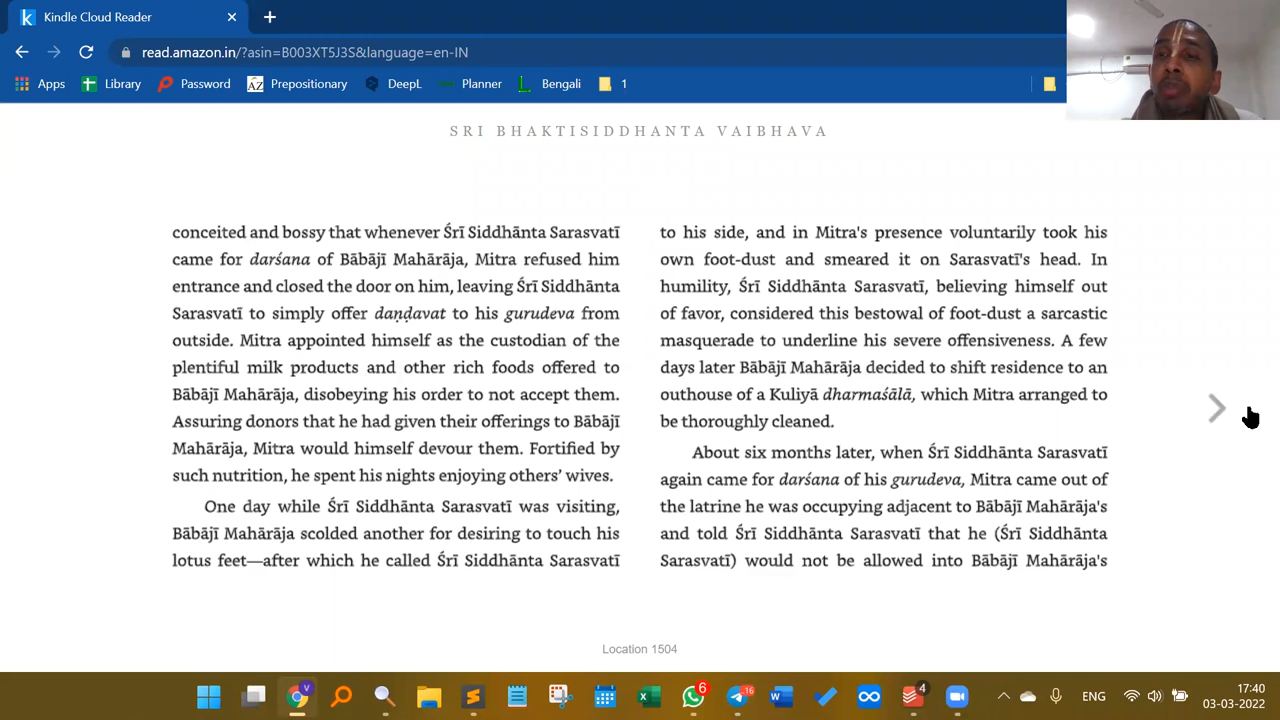 Kindle Cloud Reader
read.amazon.in/?asin=B003XT5J3S&language=en-IN
Apps
Library
Password
AZ
Prepositionary
DeepL
Planner
Bengali
1
SRI BHAKTISIDDHANTA VAIBHAVA
conceited and bossy that whenever Śrī Siddhānta Sarasvatī
came for darśana of Bābājī Mahārāja, Mitra refused him
entrance and closed the door on him, leaving Śrī Siddhānta
Sarasvatī to simply offer daṇḍavat to his gurudeva from
outside. Mitra appointed himself as the custodian of the
plentiful milk products and other rich foods offered to
Bābājī Mahārāja, disobeying his order to not accept them.
Assuring donors that he had given their offerings to Bābājī
Mahārāja, Mitra would himself devour them. Fortified by
such nutrition, he spent his nights enjoying others' wives.
One day while Śrī Siddhānta Sarasvatī was visiting,
Bābājī Mahārāja scolded another for desiring to touch his
lotus feet—after which he called Śrī Siddhānta Sarasvatī
to his side, and in Mitra's presence voluntarily took his
own foot-dust and smeared it on Sarasvatī's head. In
humility, Śrī Siddhānta Sarasvatī, believing himself out
of favor, considered this bestowal of foot-dust a sarcastic
masquerade to underline his severe offensiveness. A few
days later Bābājī Mahārāja decided to shift residence to an
outhouse of a Kuliyā dharmaśālā, which Mitra arranged to
be thoroughly cleaned.
About six months later, when Śrī Siddhānta Sarasvatī
again came for darśana of his gurudeva, Mitra came out of
the latrine he was occupying adjacent to Bābājī Mahārāja's
and told Śrī Siddhānta Sarasvatī that he (Śrī Siddhānta
Sarasvatī) would not be allowed into Bābājī Mahārāja's
Location 1504
6
.16
4
ENG
17:40
03-03-2022